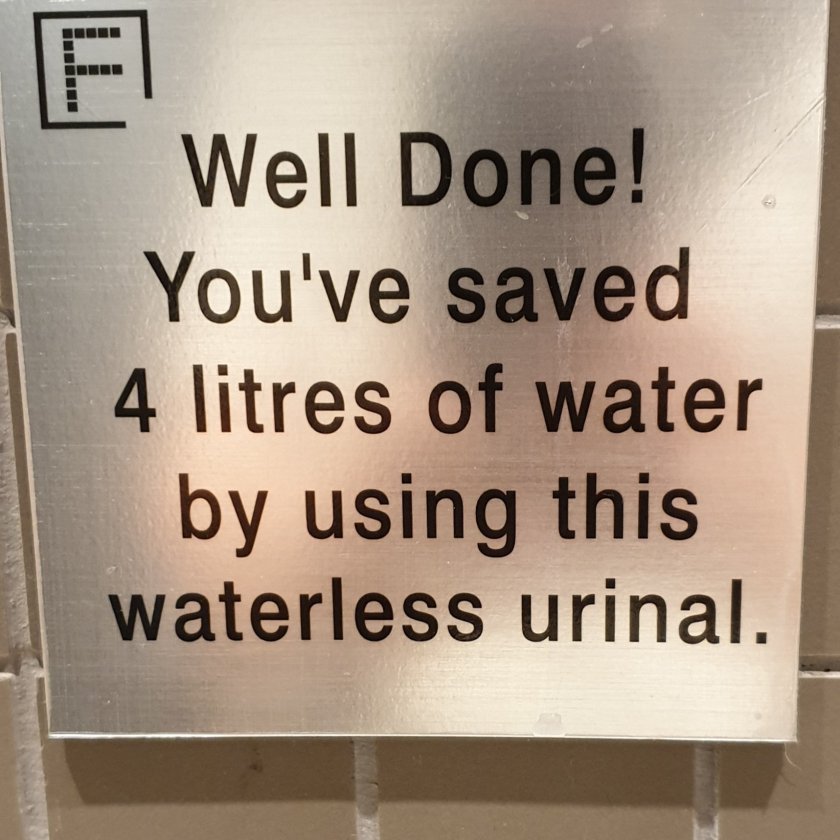 F
Well Done!
You've saved
4 litres of water
by using this
waterless urinal.